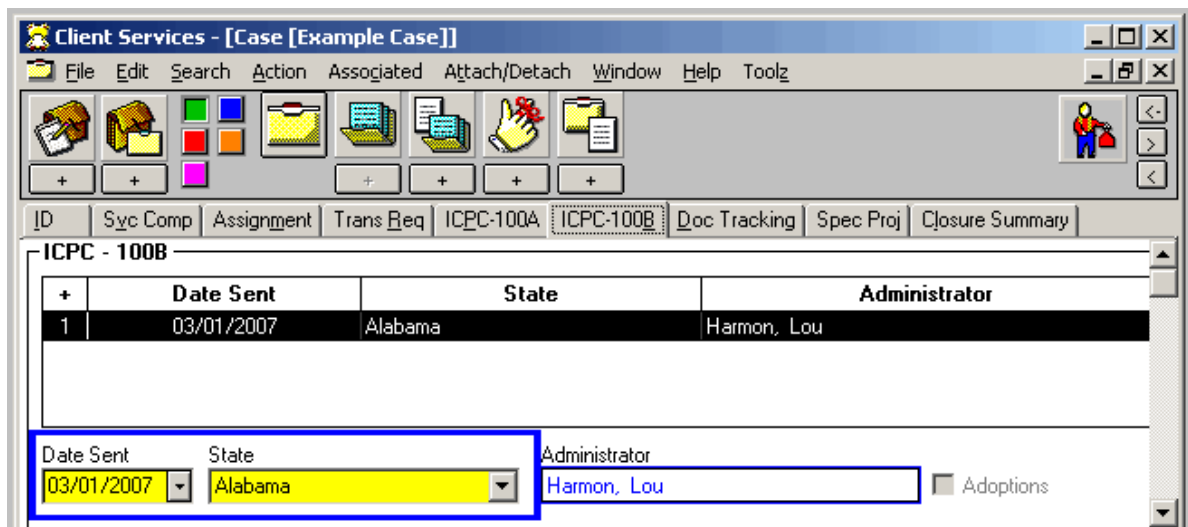 Client Services - [Case [Example Case]]
File Edit Search Action Associated Attach/Detach Window Help Toolz
<-
>
+ + + + + + <
ID Svc Comp Assignment Trans Req ICPC-100A ICPC-100B Doc Tracking Spec Proj Closure Summary
ICPC - 100B
+ Date Sent State Administrator
1 03/01/2007 Alabama Harmon, Lou
Date Sent State Administrator
03/01/2007 Alabama Harmon, Lou Adoptions